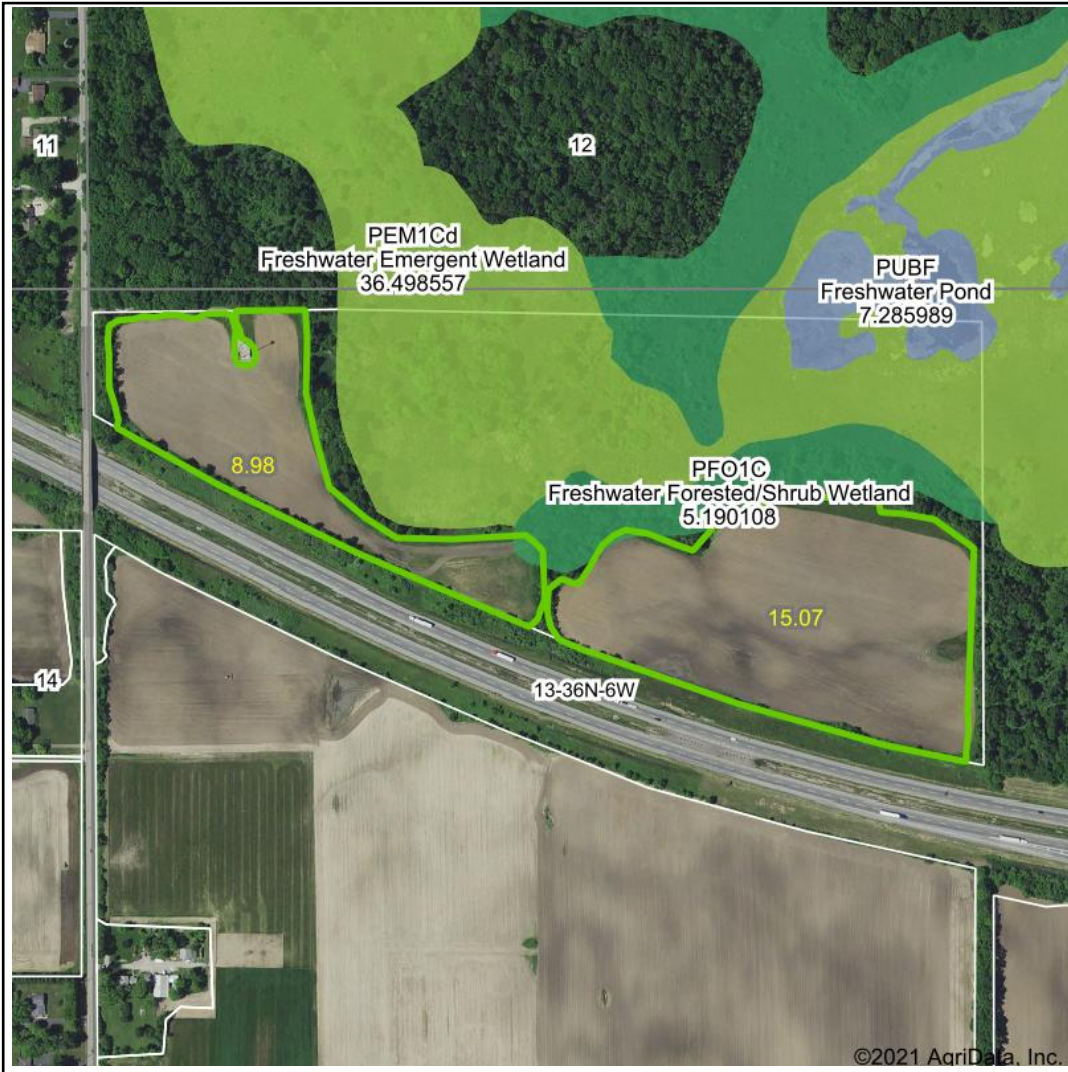 11
12
PEM1Cd
Freshwater Emergent Wetland
36.498557
PUBF
Freshwater Pond
7.285989
8.98
PFO1C
Freshwater Forested/Shrub Wetland
5.190108
15.07
14
13-36N-6W
©2021 AgriData, Inc.